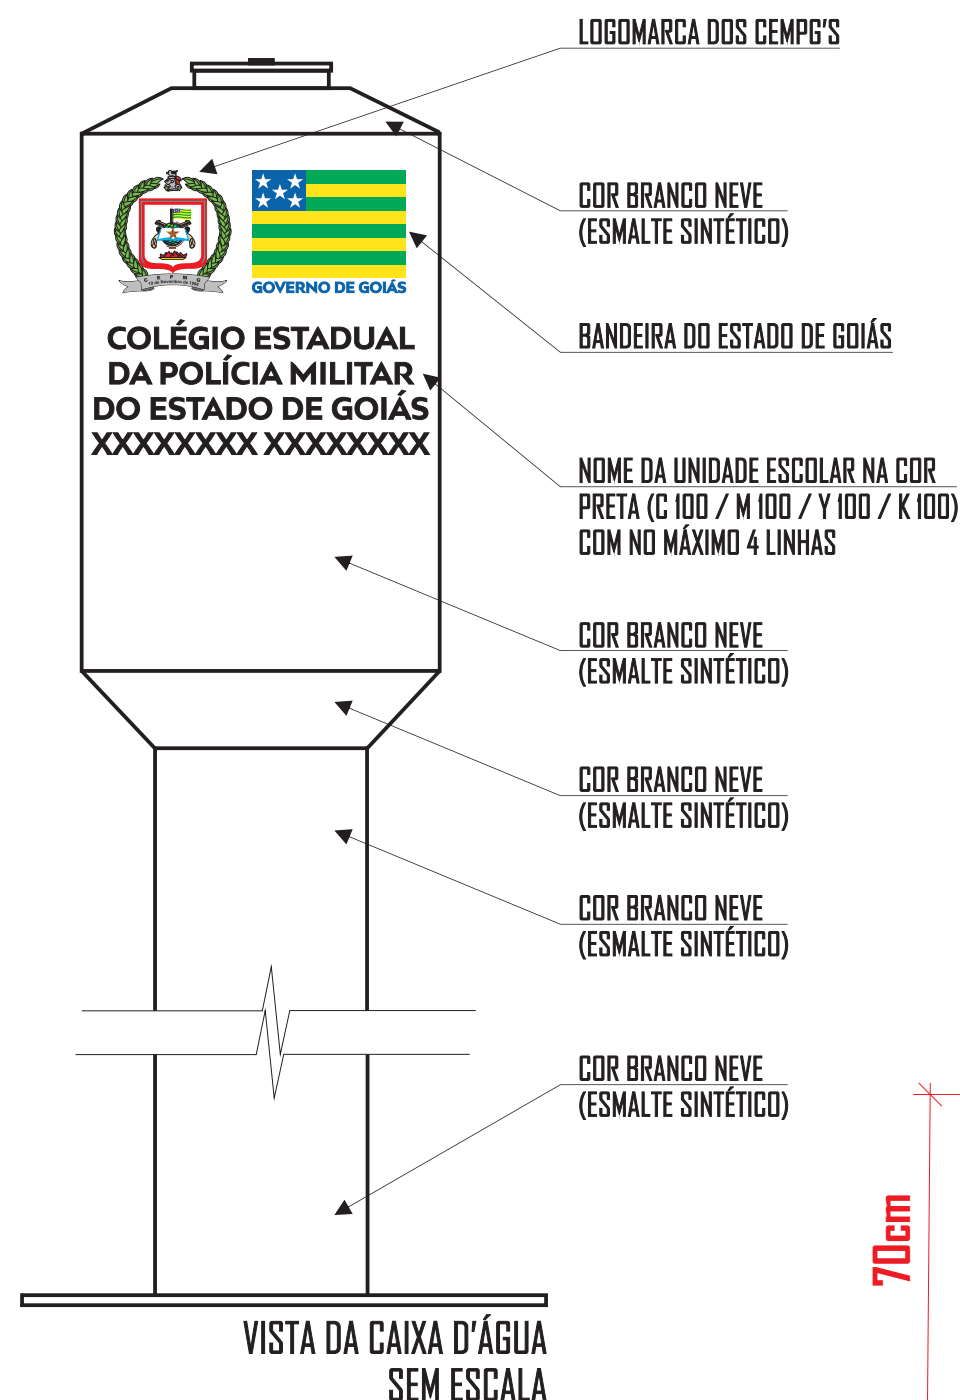 LOGOMARCA DOS CEMPG'S
COR BRANCO NEVE
(ESMALTE SINTÉTICO)
BANDEIRA DO ESTADO DE GOIÁS
NOME DA UNIDADE ESCOLAR NA COR
PRETA (C 100 / M 100 / Y 100 / K 100)
COM NO MÁXIMO 4 LINHAS
COR BRANCO NEVE
(ESMALTE SINTÉTICO)
COR BRANCO NEVE
(ESMALTE SINTÉTICO)
COR BRANCO NEVE
(ESMALTE SINTÉTICO)
COR BRANCO NEVE
(ESMALTE SINTÉTICO)
C E P M G
GOVERNO DE GOIÁS
COLÉGIO ESTADUAL
DA POLÍCIA MILITAR
DO ESTADO DE GOIÁS
XXXXXXXX XXXXXXXX
70cm
VISTA DA CAIXA D'ÁGUA
SEM ESCALA